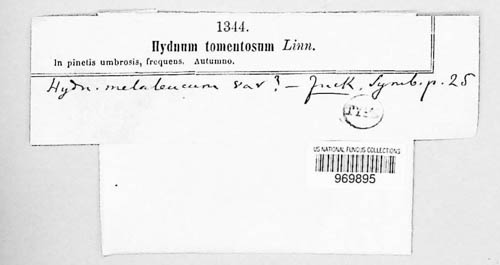 1344.
Hydnum tomentosum Linn.
In pinetis umbrosis, frequens. Autumno.
Hydn. melaleucum var? — Fuck. Symb. p. 25
US NATIONAL FUNGUS COLLECTIONS
969895